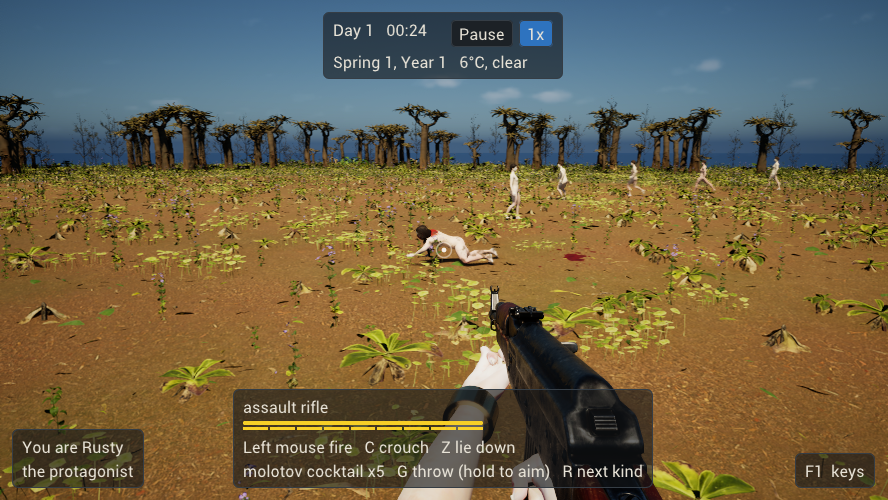 Day 1 00:24 Pause 1x
Spring 1, Year 1 6°C, clear
assault rifle
Left mouse fire C crouch Z lie down
molotov cocktail x5 G throw (hold to aim) R next kind
You are Rusty
the protagonist
F1 keys